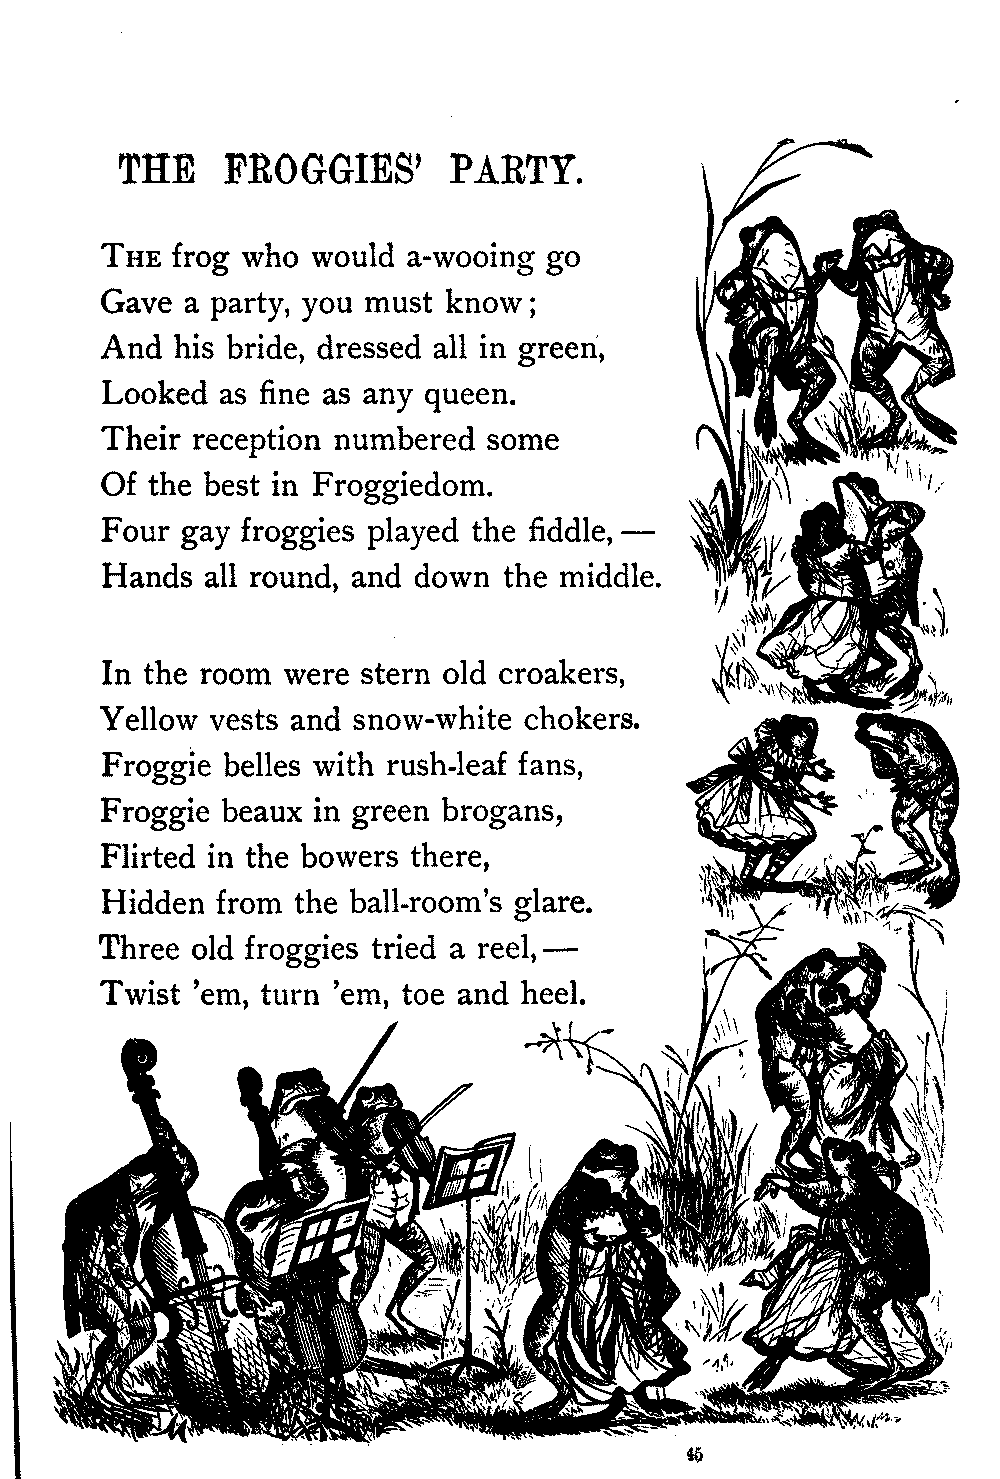 THE FROGGIES' PARTY.
THE frog who would a-wooing go
Gave a party, you must know;
And his bride, dressed all in green,
Looked as fine as any queen.
Their reception numbered some
Of the best in Froggiedom.
Four gay froggies played the fiddle,—
Hands all round, and down the middle.
In the room were stern old croakers,
Yellow vests and snow-white chokers.
Froggie belles with rush-leaf fans,
Froggie beaux in green brogans,
Flirted in the bowers there,
Hidden from the ball-room's glare.
Three old froggies tried a reel,—
Twist 'em, turn 'em, toe and heel.
45